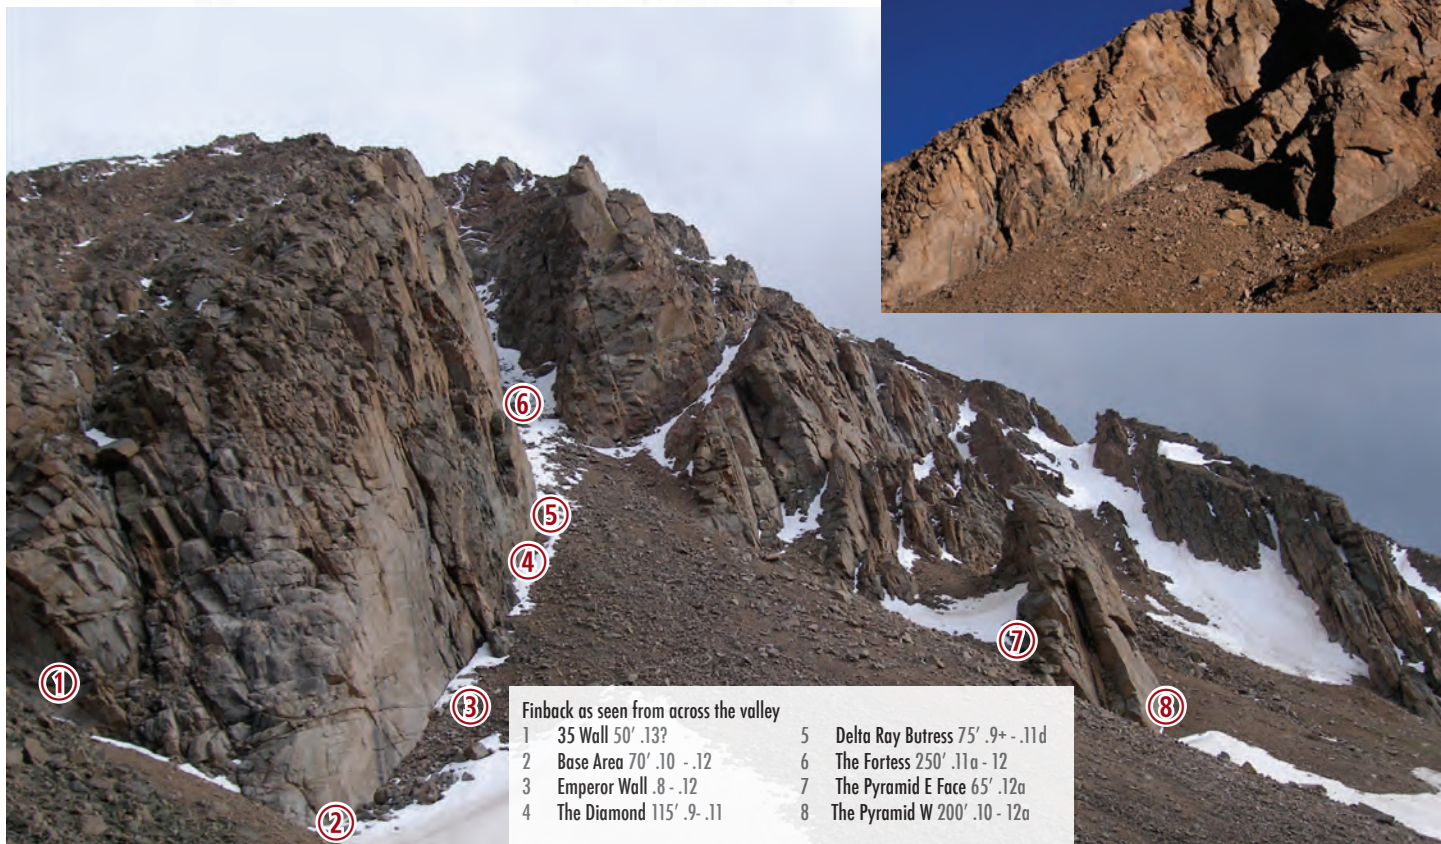 6
5
4
7
1
3
8
2
Finback as seen from across the valley
1 35 Wall 50' .13?
2 Base Area 70' .10 - .12
3 Emperor Wall .8 - .12
4 The Diamond 115' .9- .11
5 Delta Ray Butress 75' .9+ - .11d
6 The Fortess 250' .11a - 12
7 The Pyramid E Face 65' .12a
8 The Pyramid W 200' .10 - 12a